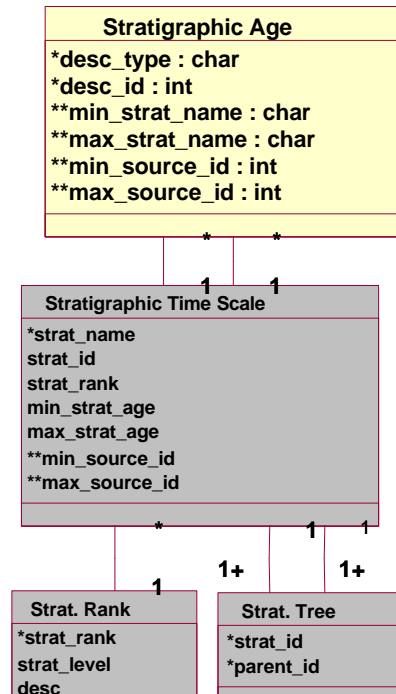 Stratigraphic Age
*desc_type : char
*desc_id : int
**min_strat_name : char
**max_strat_name : char
**min_source_id : int
**max_source_id : int
* *
1 1
Stratigraphic Time Scale
*strat_name
strat_id
strat_rank
min_strat_age
max_strat_age
**min_source_id
**max_source_id
* 1 1
1 1+ 1+
Strat. Rank
*strat_rank
strat_level
desc
Strat. Tree
*strat_id
*parent_id